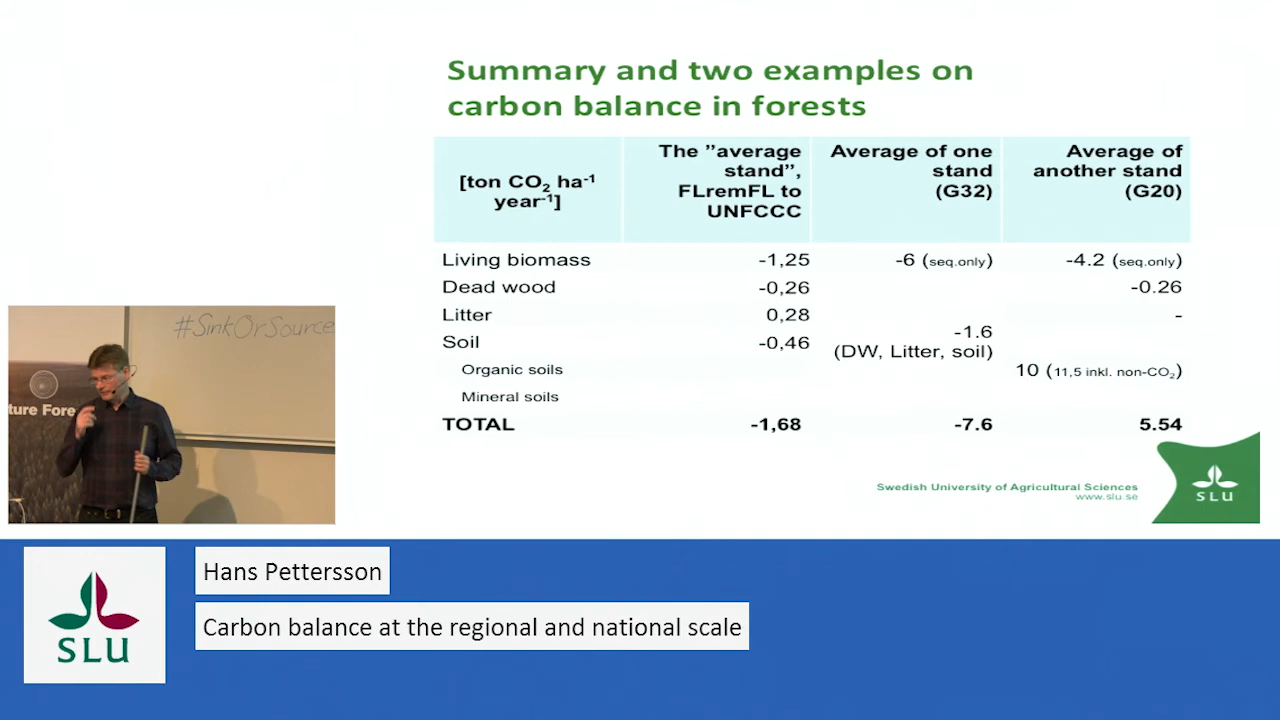 Summary and two examples on
carbon balance in forests
[ton CO2 ha-1
year-1]
The ”average
stand”,
FLremFL to
UNFCCC
Average of one
stand
(G32)
Average of
another stand
(G20)
Living biomass -1,25 -6 (seq.only) -4.2 (seq.only)
Dead wood -0,26 -0.26
Litter 0,28 -
Soil -0,46 -1.6
(DW, Litter, soil)
Organic soils 10 (11,5 inkl. non-CO2)
Mineral soils
TOTAL -1,68 -7.6 5.54
Swedish University of Agricultural Sciences
www.slu.se
SLU
#SinkOrSource
ture Fore
SLU
Hans Pettersson
Carbon balance at the regional and national scale